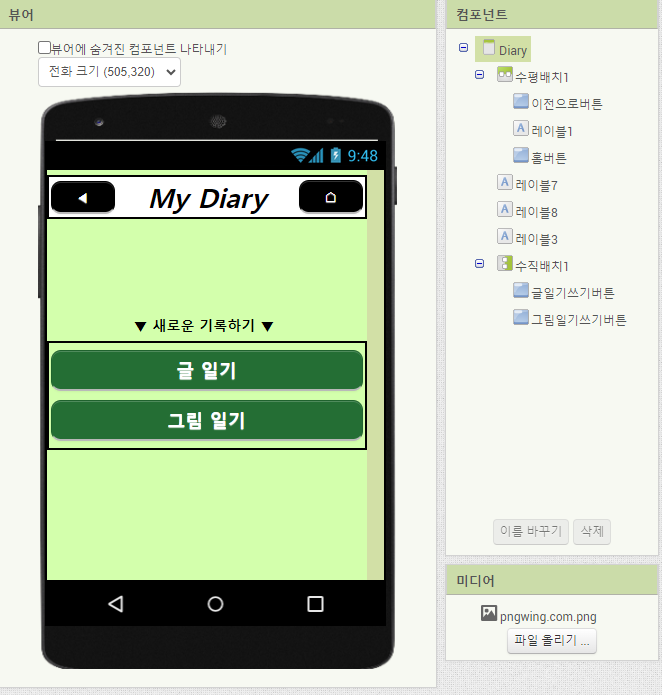 뷰어
뷰어에 숨겨진 컴포넌트 나타내기
전화 크기 (505,320)
9:48
My Diary
▼ 새로운 기록하기 ▼
글 일기
그림 일기
컴포넌트
Diary
수평배치1
이전으로버튼
A 레이블1
홈버튼
A 레이블7
A 레이블8
A 레이블3
수직배치1
글일기쓰기버튼
그림일기쓰기버튼
이름 바꾸기 삭제
미디어
pngwing.com.png
파일 올리기 ...